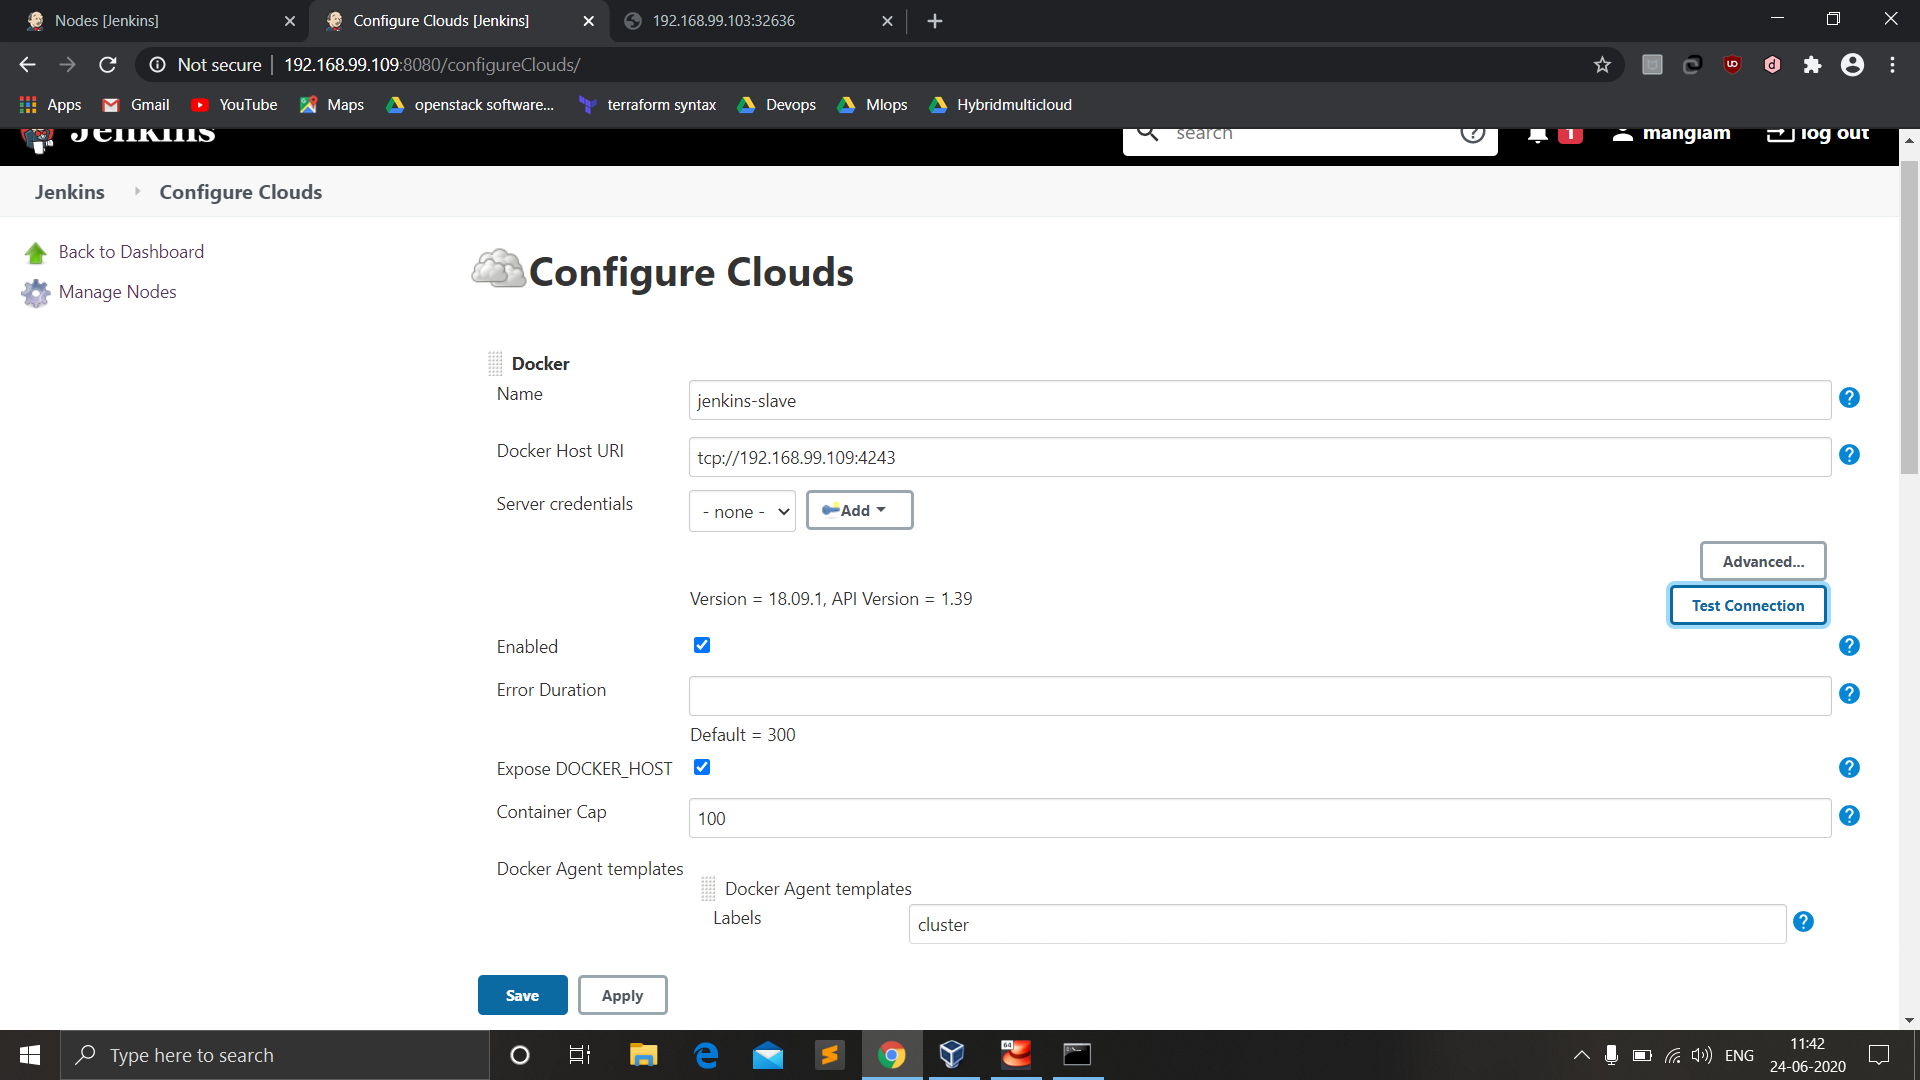 Nodes [Jenkins]
Configure Clouds [Jenkins]
192.168.99.103:32636
Not secure
192.168.99.109:8080/configureClouds/
Apps
Gmail
YouTube
Maps
openstack software...
terraform syntax
Devops
Mlops
Hybridmulticloud
Jenkins
search
1
mangiam
log out
Jenkins
Configure Clouds
Back to Dashboard
Manage Nodes
Configure Clouds
Docker
Name
jenkins-slave
Docker Host URI
tcp://192.168.99.109:4243
Server credentials
- none -
Add
Advanced...
Version = 18.09.1, API Version = 1.39
Test Connection
Enabled
Error Duration
Default = 300
Expose DOCKER_HOST
Container Cap
100
Docker Agent templates
Docker Agent templates
Labels
cluster
Save
Apply
Type here to search
64
ENG
11:42
24-06-2020